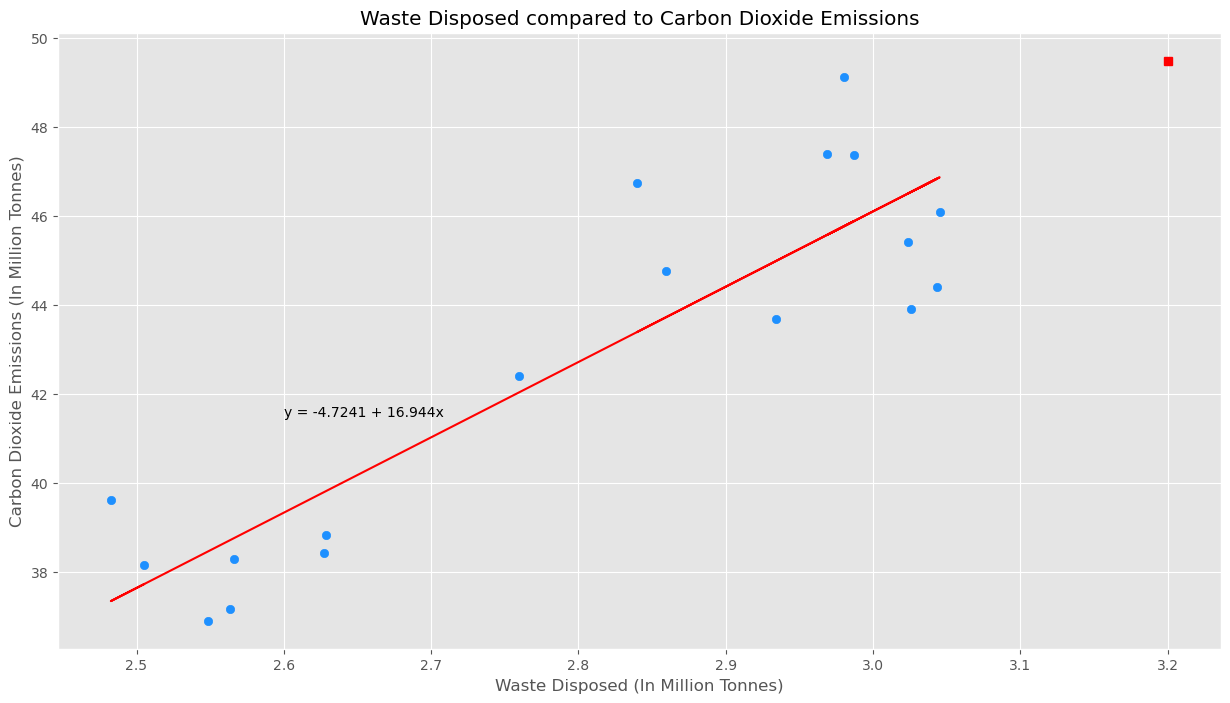 Waste Disposed compared to Carbon Dioxide Emissions
Carbon Dioxide Emissions (In Million Tonnes)
50
48
46
44
42
40
38
y = -4.7241 + 16.944x
2.5 2.6 2.7 2.8 2.9 3.0 3.1 3.2
Waste Disposed (In Million Tonnes)